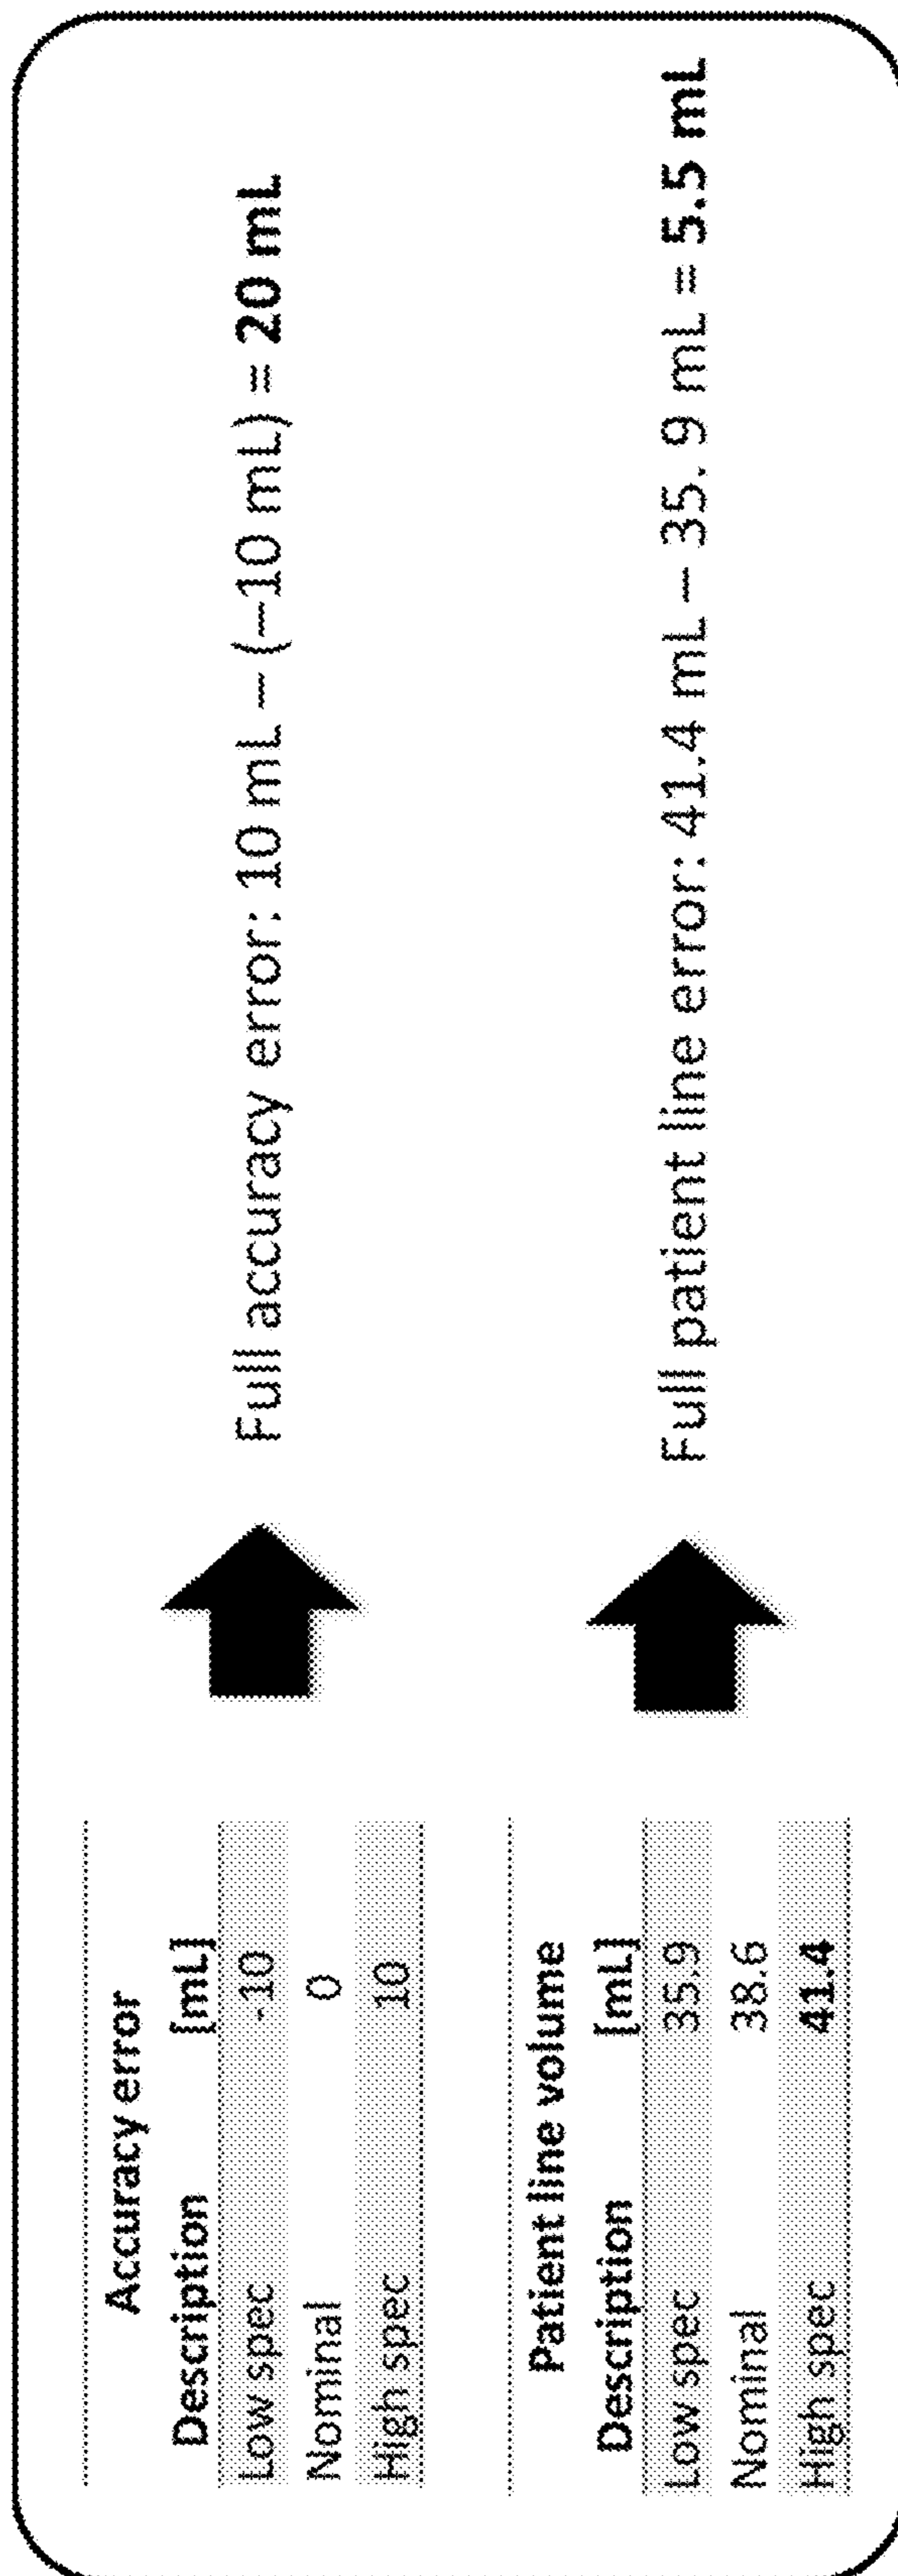 Accuracy error
Description [mL]
Low spec -10
Nominal 0
High spec 10
Full accuracy error: 10 mL – (–10 mL) = 20 mL
Patient line volume
Description [mL]
Low spec 35.9
Nominal 38.6
High spec 41.4
Full patient line error: 41.4 mL – 35. 9 mL = 5.5 mL